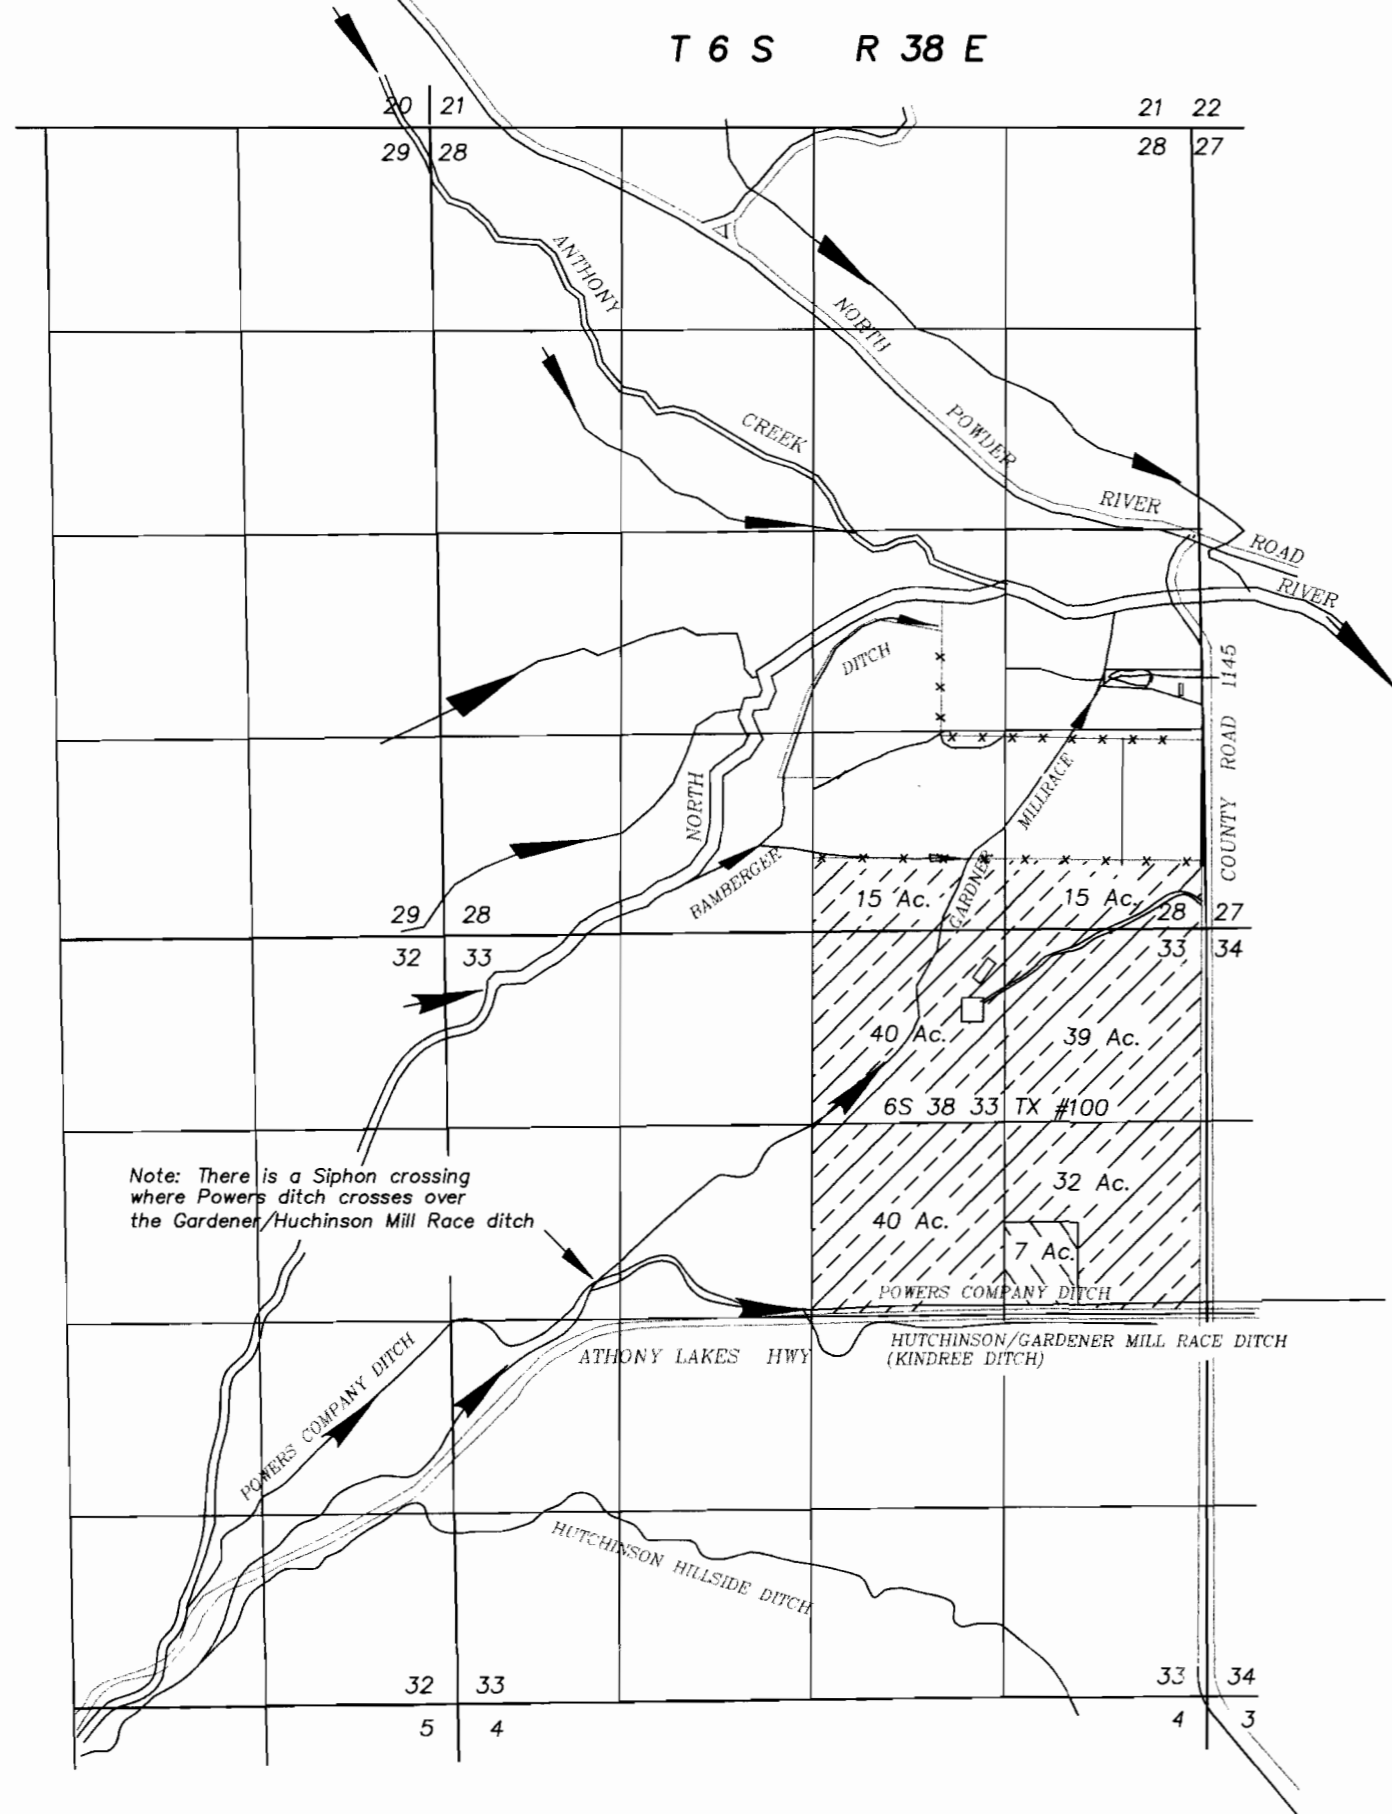 T 6 S R 38 E
20 21
21 22
29 28
28 27
ANTHONY
CREEK
NORTH
POWDER
RIVER
ROAD
RIVER
DITCH
COUNTY ROAD 1145
MILLRACE
NORTH
BAMBERGER
GARDNER
15 Ac.
15 Ac.
29 28
28 27
32 33
33 34
40 Ac.
39 Ac.
6S 38 33 TX #100
Note: There is a Siphon crossing
where Powers ditch crosses over
the Gardener/Huchinson Mill Race ditch
32 Ac.
40 Ac.
7 Ac.
POWERS COMPANY DITCH
HUTCHINSON/GARDENER MILL RACE DITCH
(KINDREE DITCH)
ATHONY LAKES HWY
POWERS COMPANY DITCH
HUTCHINSON HILLSIDE DITCH
32 33
33 34
5 4
4 3